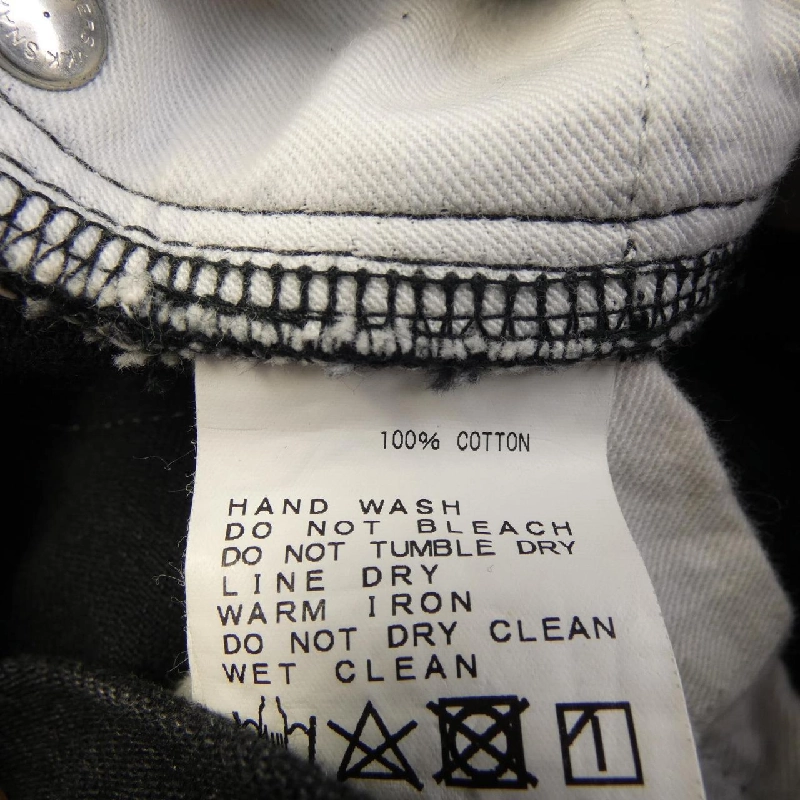 100% COTTON
HAND WASH
DO NOT BLEACH
DO NOT TUMBLE DRY
LINE DRY
WARM IRON
DO NOT DRY CLEAN
WET CLEAN